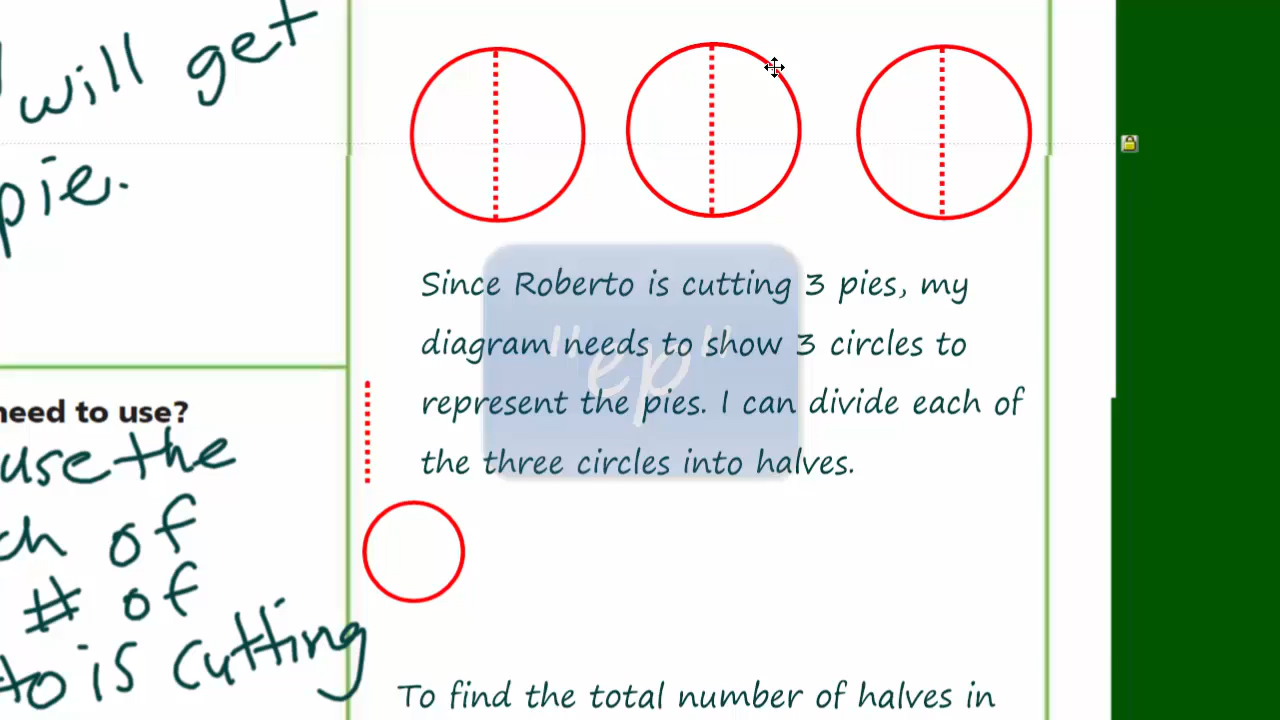 will get
pie.
need to use?
use the
ch of
# of
to is cutting
Since Roberto is cutting 3 pies, my
diagram needs to show 3 circles to
represent the pies. I can divide each of
the three circles into halves.
"ep"
To find the total number of halves in